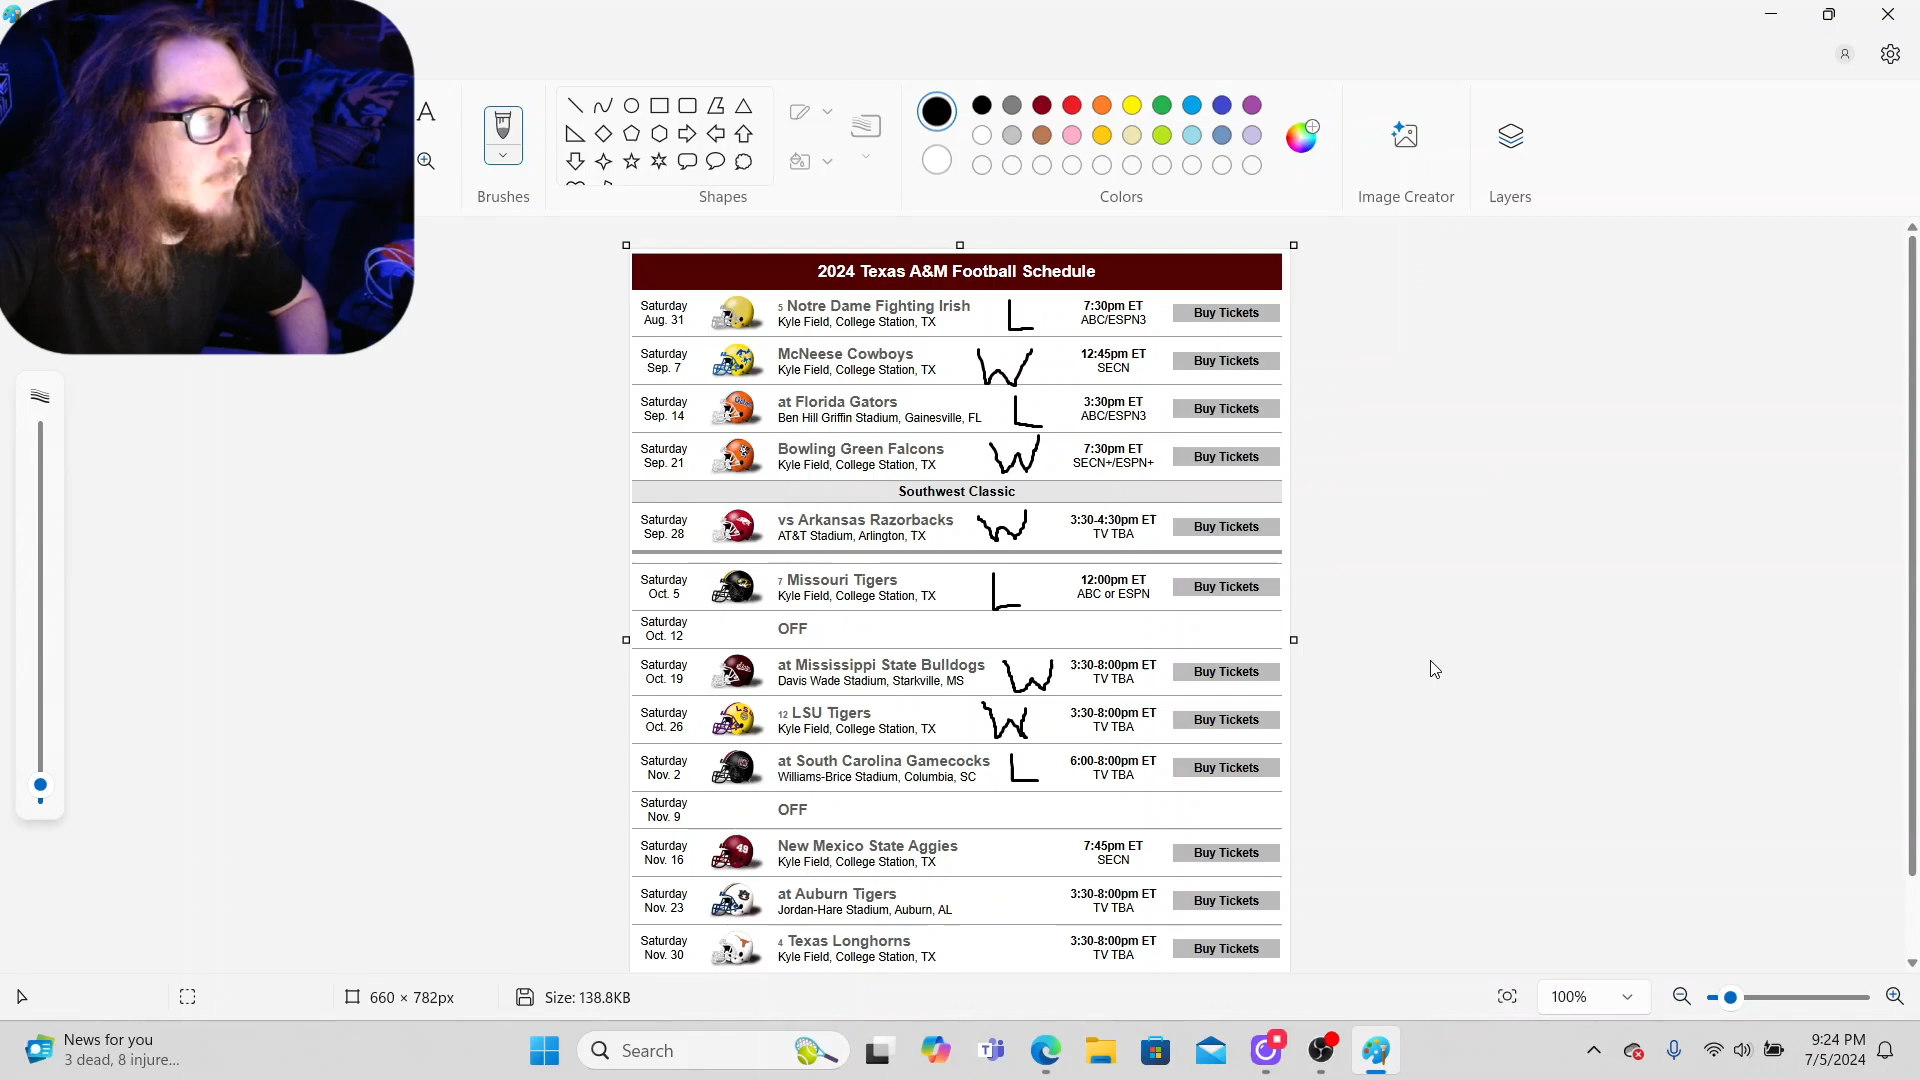 A
Brushes
Shapes
Colors
Image Creator
Layers
2024 Texas A&M Football Schedule
Saturday
Aug. 31
5 Notre Dame Fighting Irish
Kyle Field, College Station, TX
L
7:30pm ET
ABC/ESPN3
Buy Tickets
Saturday
Sep. 7
McNeese Cowboys
Kyle Field, College Station, TX
W
12:45pm ET
SECN
Buy Tickets
Saturday
Sep. 14
at Florida Gators
Ben Hill Griffin Stadium, Gainesville, FL
L
3:30pm ET
ABC/ESPN3
Buy Tickets
Saturday
Sep. 21
Bowling Green Falcons
Kyle Field, College Station, TX
W
7:30pm ET
SECN+/ESPN+
Buy Tickets
Southwest Classic
Saturday
Sep. 28
vs Arkansas Razorbacks
AT&T Stadium, Arlington, TX
W
3:30-4:30pm ET
TV TBA
Buy Tickets
Saturday
Oct. 5
7 Missouri Tigers
Kyle Field, College Station, TX
L
12:00pm ET
ABC or ESPN
Buy Tickets
Saturday
Oct. 12
OFF
Saturday
Oct. 19
at Mississippi State Bulldogs
Davis Wade Stadium, Starkville, MS
W
3:30-8:00pm ET
TV TBA
Buy Tickets
Saturday
Oct. 26
12 LSU Tigers
Kyle Field, College Station, TX
W
3:30-8:00pm ET
TV TBA
Buy Tickets
Saturday
Nov. 2
at South Carolina Gamecocks
Williams-Brice Stadium, Columbia, SC
L
6:00-8:00pm ET
TV TBA
Buy Tickets
Saturday
Nov. 9
OFF
Saturday
Nov. 16
New Mexico State Aggies
Kyle Field, College Station, TX
7:45pm ET
SECN
Buy Tickets
Saturday
Nov. 23
at Auburn Tigers
Jordan-Hare Stadium, Auburn, AL
3:30-8:00pm ET
TV TBA
Buy Tickets
Saturday
Nov. 30
4 Texas Longhorns
Kyle Field, College Station, TX
3:30-8:00pm ET
TV TBA
Buy Tickets
660 × 782px
Size: 138.8KB
100%
News for you
3 dead, 8 injure...
Search
9:24 PM
7/5/2024